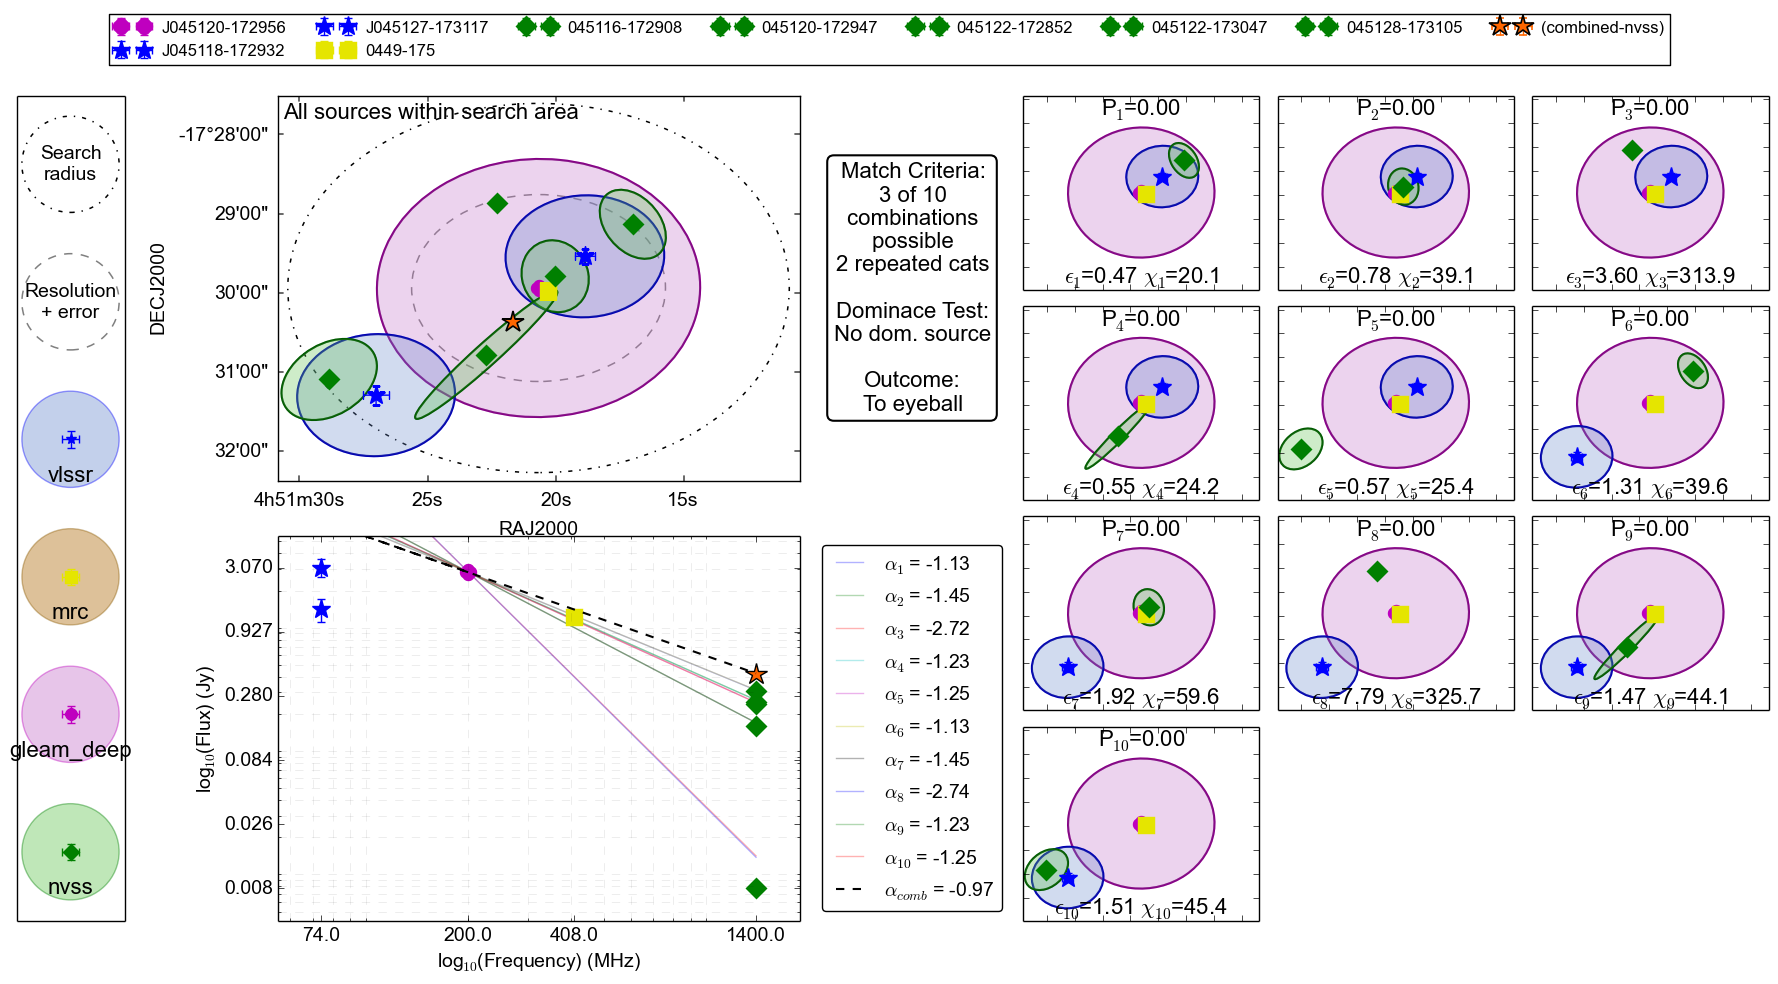 J045120-172956 J045127-173117 045116-172908 045120-172947 045122-172852 045122-173047 045128-173105 (combined-nvss)
J045118-172932 0449-175
Search
radius
Resolution
+ error
vlssr
mrc
gleam_deep
nvss
All sources within search area
DECJ2000
-17°28'00"
29'00"
30'00"
31'00"
32'00"
4h51m30s 25s 20s 15s
RAJ2000
Match Criteria:
3 of 10
combinations
possible
2 repeated cats
Dominace Test:
No dom. source
Outcome:
To eyeball
log10(Flux) (Jy)
3.070
0.927
0.280
0.084
0.026
0.008
74.0 200.0 408.0 1400.0
log10(Frequency) (MHz)
α1 = -1.13
α2 = -1.45
α3 = -2.72
α4 = -1.23
α5 = -1.25
α6 = -1.13
α7 = -1.45
α8 = -2.74
α9 = -1.23
α10 = -1.25
αcomb = -0.97
P1=0.00
ϵ1=0.47 χ1=20.1
P2=0.00
ϵ2=0.78 χ2=39.1
P3=0.00
ϵ3=3.60 χ3=313.9
P4=0.00
ϵ4=0.55 χ4=24.2
P5=0.00
ϵ5=0.57 χ5=25.4
P6=0.00
ϵ6=1.31 χ6=39.6
P7=0.00
ϵ7=1.92 χ7=59.6
P8=0.00
ϵ8=7.79 χ8=325.7
P9=0.00
ϵ9=1.47 χ9=44.1
P10=0.00
ϵ10=1.51 χ10=45.4